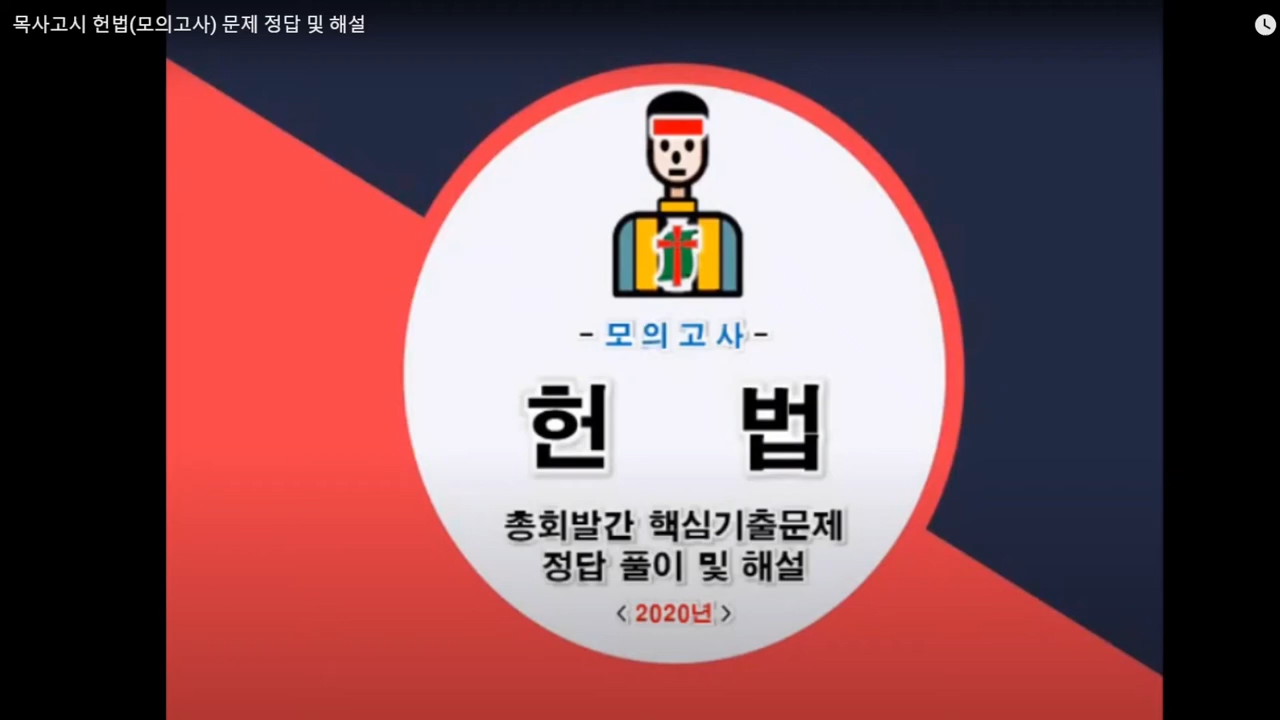 목사고시 헌법(모의고사) 문제 정답 및 해설
- 모의고사 -
헌 법
총회발간 핵심기출문제
정답 풀이 및 해설
< 2020년 >